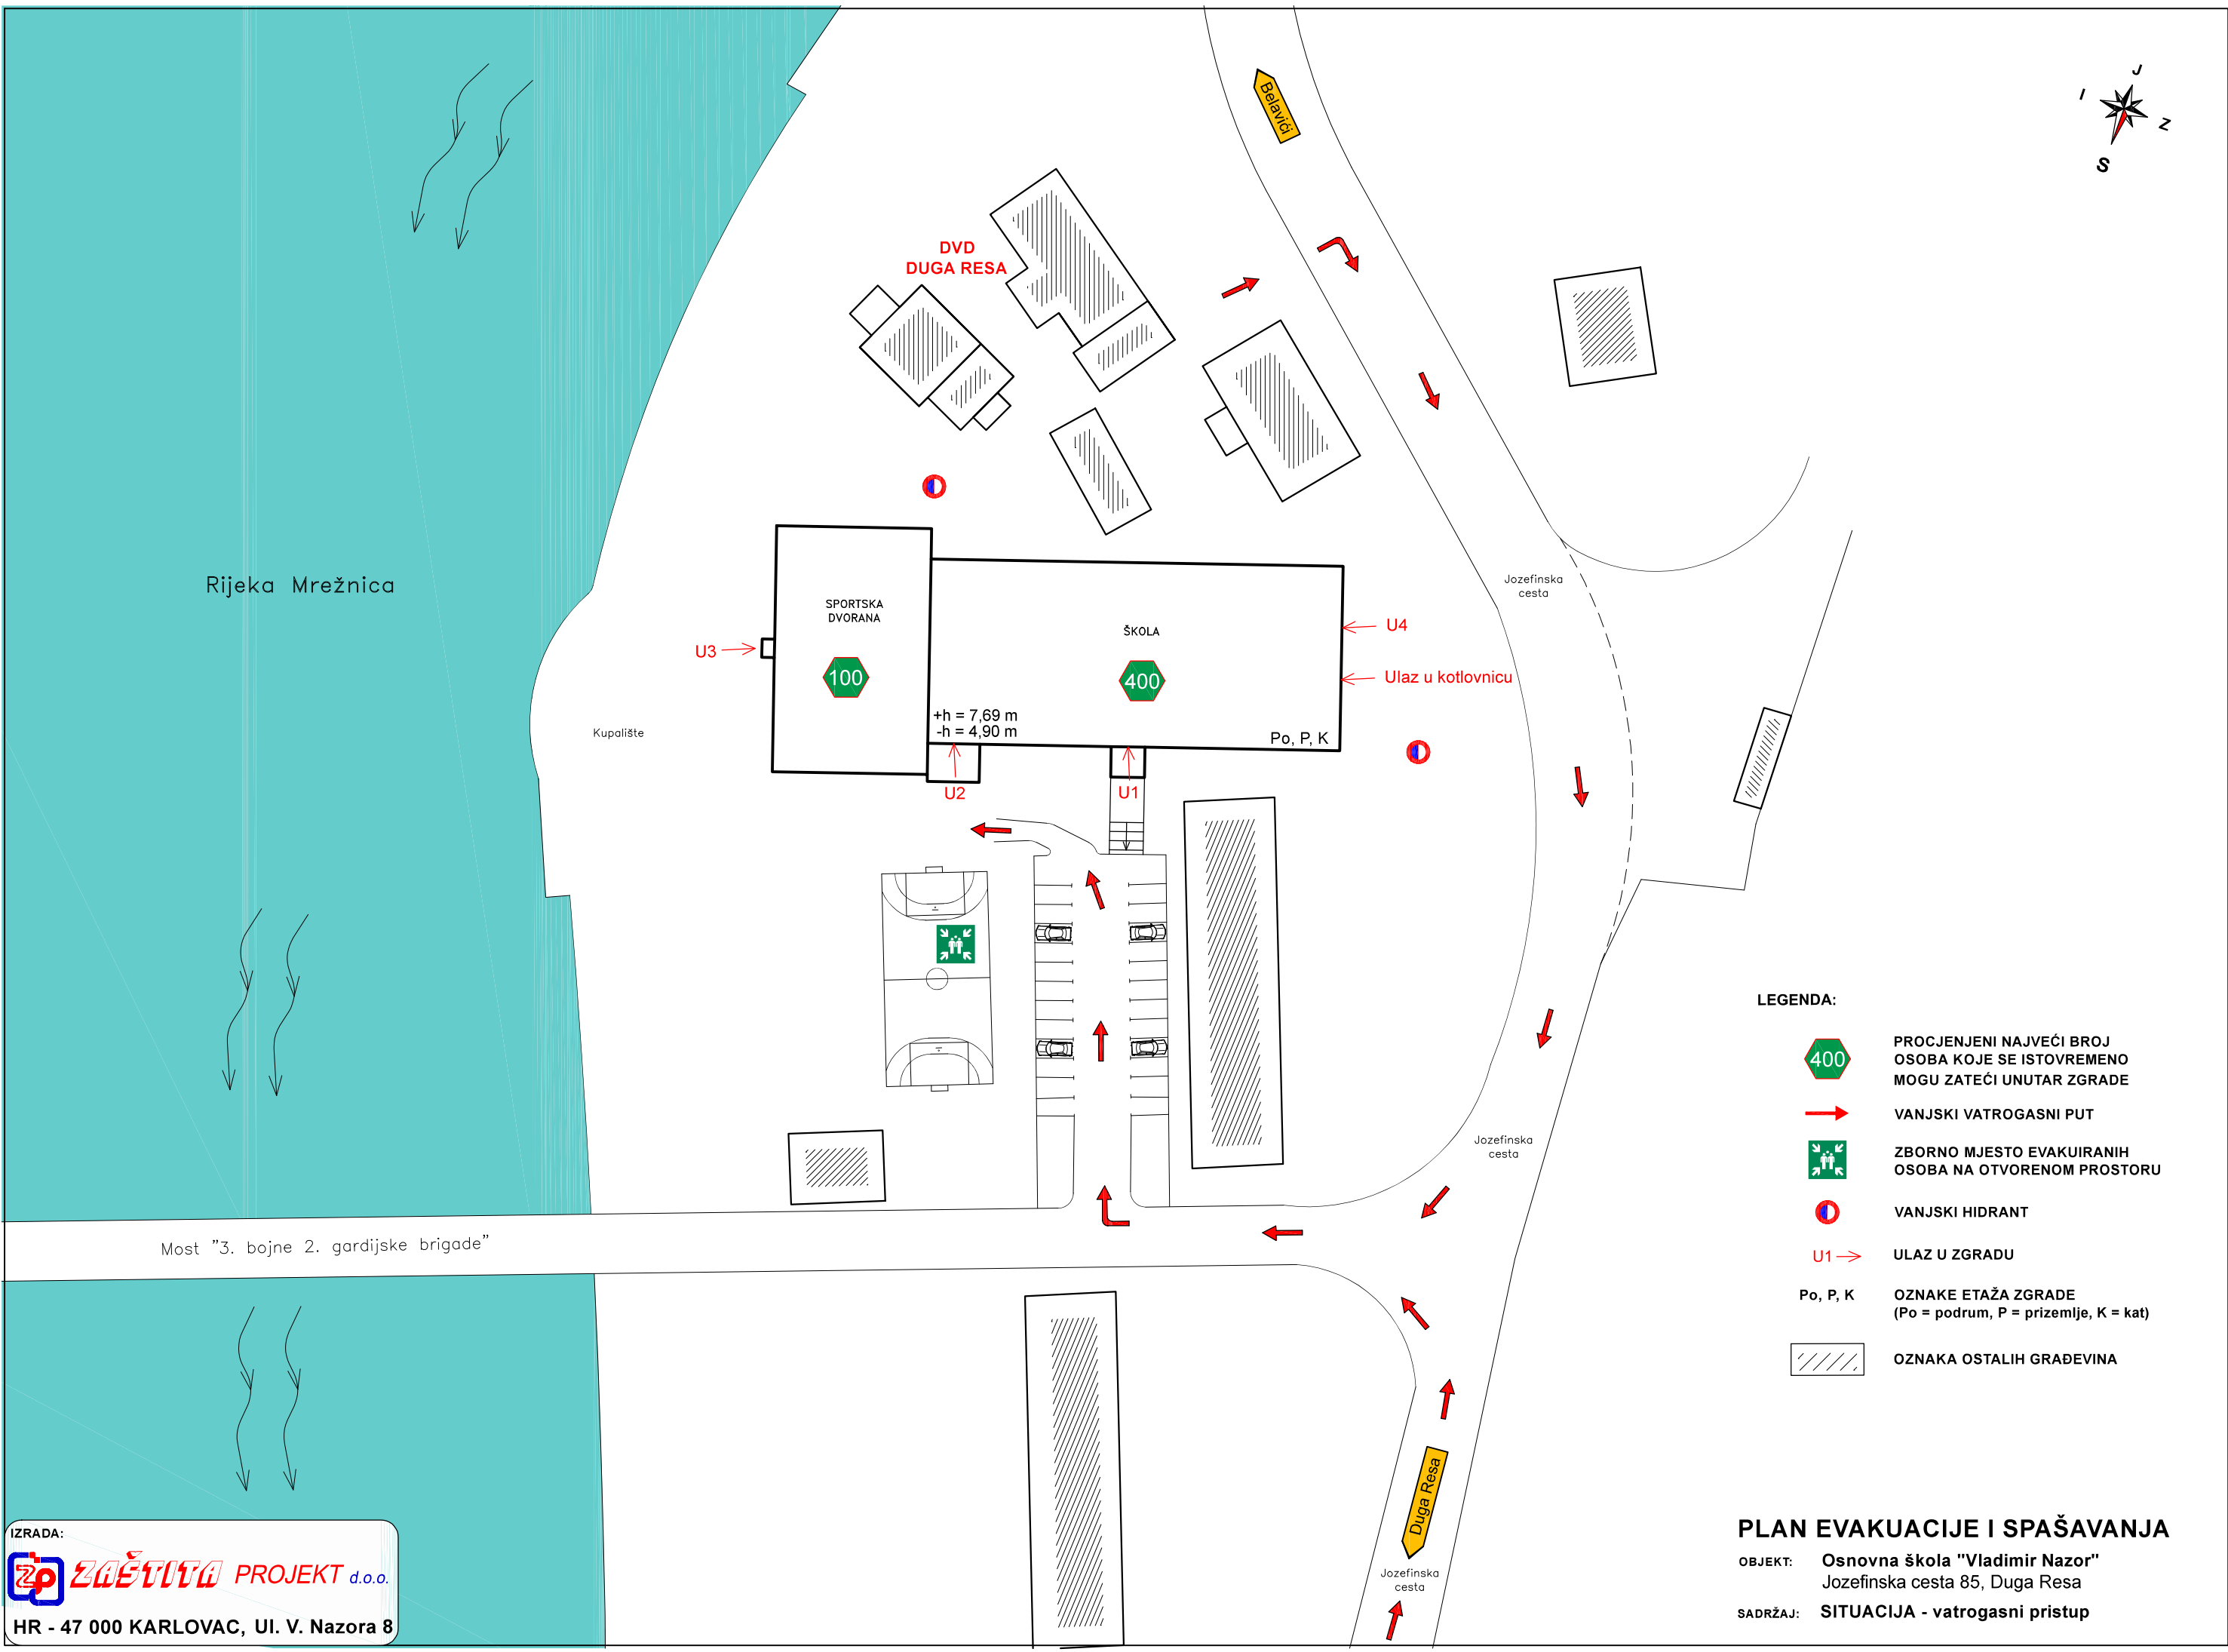 Belavići
J
I
Z
S
DVD
DUGA RESA
Rijeka Mrežnica
Jozefinska
cesta
SPORTSKA
DVORANA
ŠKOLA
U4
U3
100
400
Ulaz u kotlovnicu
+h = 7,69 m
-h = 4,90 m
Po, P, K
Kupalište
U2
U1
LEGENDA:
400
PROCJENJENI NAJVEĆI BROJ
OSOBA KOJE SE ISTOVREMENO
MOGU ZATEĆI UNUTAR ZGRADE
VANJSKI VATROGASNI PUT
Jozefinska
cesta
ZBORNO MJESTO EVAKUIRANIH
OSOBA NA OTVORENOM PROSTORU
VANJSKI HIDRANT
Most "3. bojne 2. gardijske brigade"
U1
ULAZ U ZGRADU
Po, P, K
OZNAKE ETAŽA ZGRADE
(Po = podrum, P = prizemlje, K = kat)
OZNAKA OSTALIH GRAĐEVINA
Duga Resa
Jozefinska
cesta
IZRADA:
zp ZAŠTITA PROJEKT d.o.o.
HR - 47 000 KARLOVAC, Ul. V. Nazora 8
PLAN EVAKUACIJE I SPAŠAVANJA
OBJEKT: Osnovna škola "Vladimir Nazor"
Jozefinska cesta 85, Duga Resa
SADRŽAJ: SITUACIJA - vatrogasni pristup